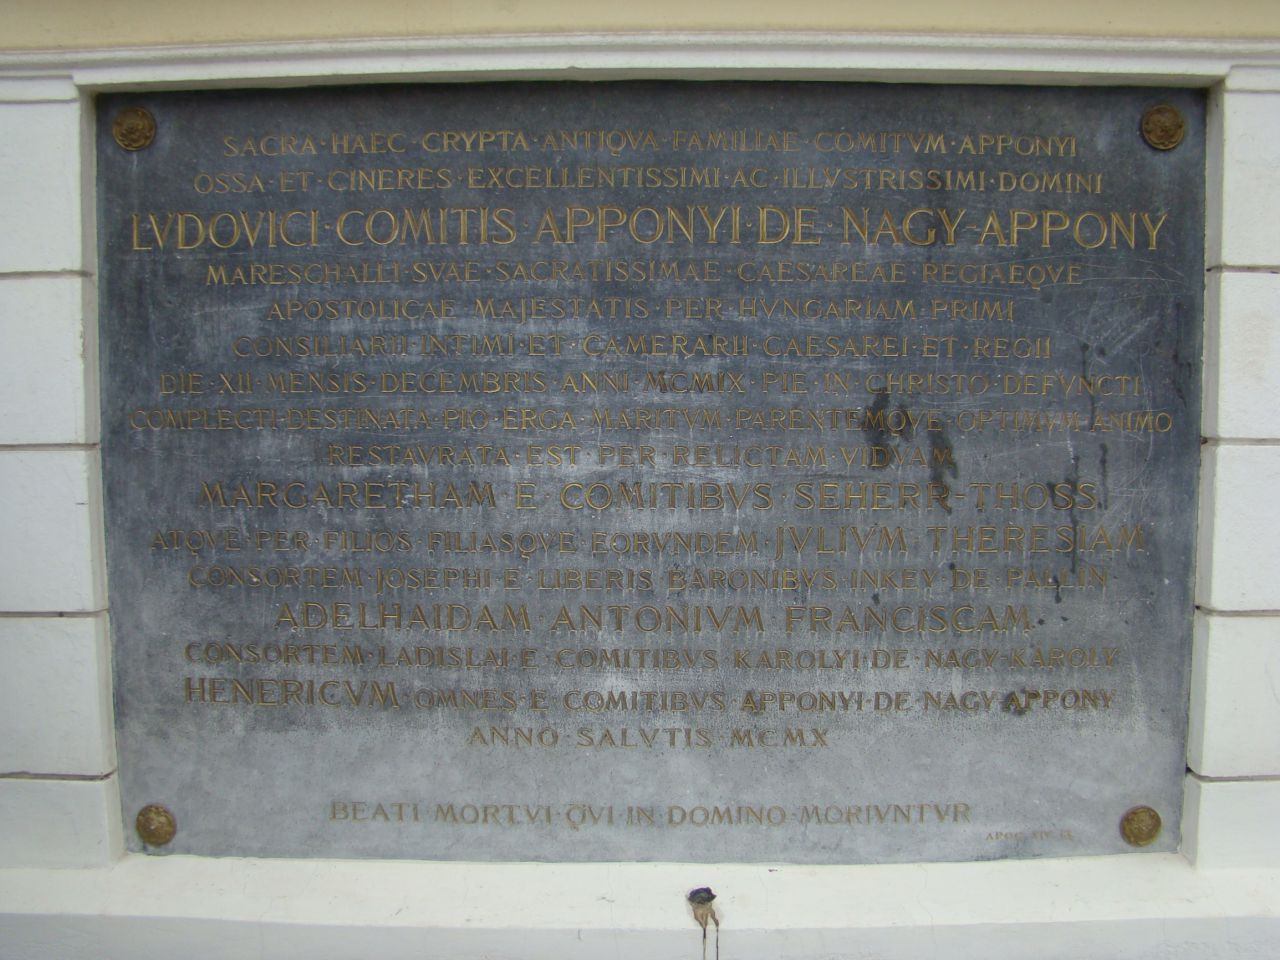 SACRA·HAEC·CRYPTA·ANTIQVA·FAMILIAE·COMITVM·APPONYI
OSSA·ET·CINERES·EXCELLENTISSIMI·AC·ILLVSTRISSIMI·DOMINI
LVDOVICI·COMITIS·APPONYI·DE·NAGY-APPONY
MARESCHALLI·SVAE·SACRATISSIMAE·CAESAREAE·REGIAEQVE
APOSTOLICAE·MAJESTATIS·PER·HVNGARIAM·PRIMI
CONSILIARII·INTIMI·ET·CAMERARII·CAESAREI·ET·REGII
DIE·XII·MENSIS·DECEMBRIS·ANNI·MCMIX·PIE·IN·CHRISTO·DEFVNCTI
COMPLECTI·DESTINATA·PIO·ERGA·MARITVM·PARENTEMQVE·OPTIMVM·ANIMO
RESTAVRATA·EST·PER·RELICTAM·VIDVAM
MARGARETHAM·E·COMITIBVS·SEHERR-THOSS
ATQVE·PER·FILIOS·FILIASQVE·EORVNDEM·JVLIVM·THERESIAM
CONSORTEM·JOSEPHI·E·LIBERIS·BARONIBVS·INKEY·DE·PALLIN
ADELHAIDAM·ANTONIVM·FRANCISCAM
CONSORTEM·LADISLAI·E·COMITIBVS·KAROLYI·DE·NAGY-KAROLY
HENERICVM·OMNES·E·COMITIBVS·APPONYI·DE·NAGY·APPONY
ANNO·SALVTIS·MCMX
BEATI·MORTVI·QVI·IN·DOMINO·MORIVNTVR
APOC.